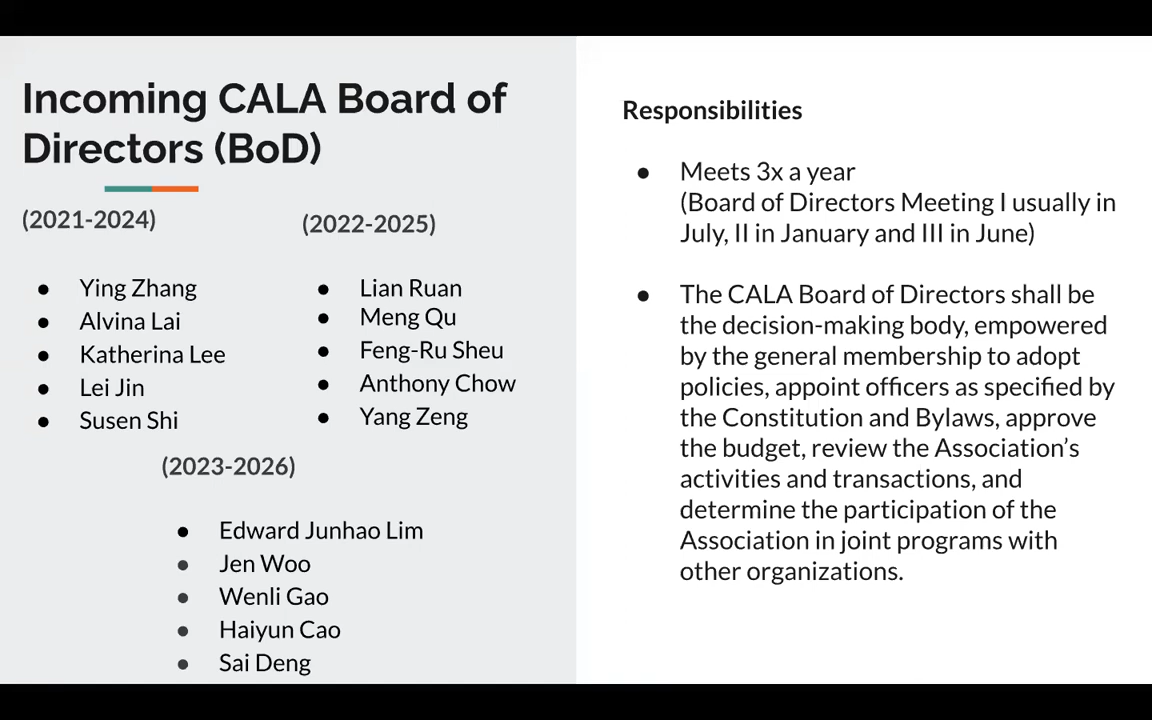 Incoming CALA Board of
Directors (BoD)
(2021-2024)
● Ying Zhang
● Alvina Lai
● Katherina Lee
● Lei Jin
● Susen Shi
(2022-2025)
● Lian Ruan
● Meng Qu
● Feng-Ru Sheu
● Anthony Chow
● Yang Zeng
(2023-2026)
● Edward Junhao Lim
● Jen Woo
● Wenli Gao
● Haiyun Cao
● Sai Deng
Responsibilities
● Meets 3x a year
(Board of Directors Meeting I usually in
July, II in January and III in June)
● The CALA Board of Directors shall be
the decision-making body, empowered
by the general membership to adopt
policies, appoint officers as specified by
the Constitution and Bylaws, approve
the budget, review the Association’s
activities and transactions, and
determine the participation of the
Association in joint programs with
other organizations.